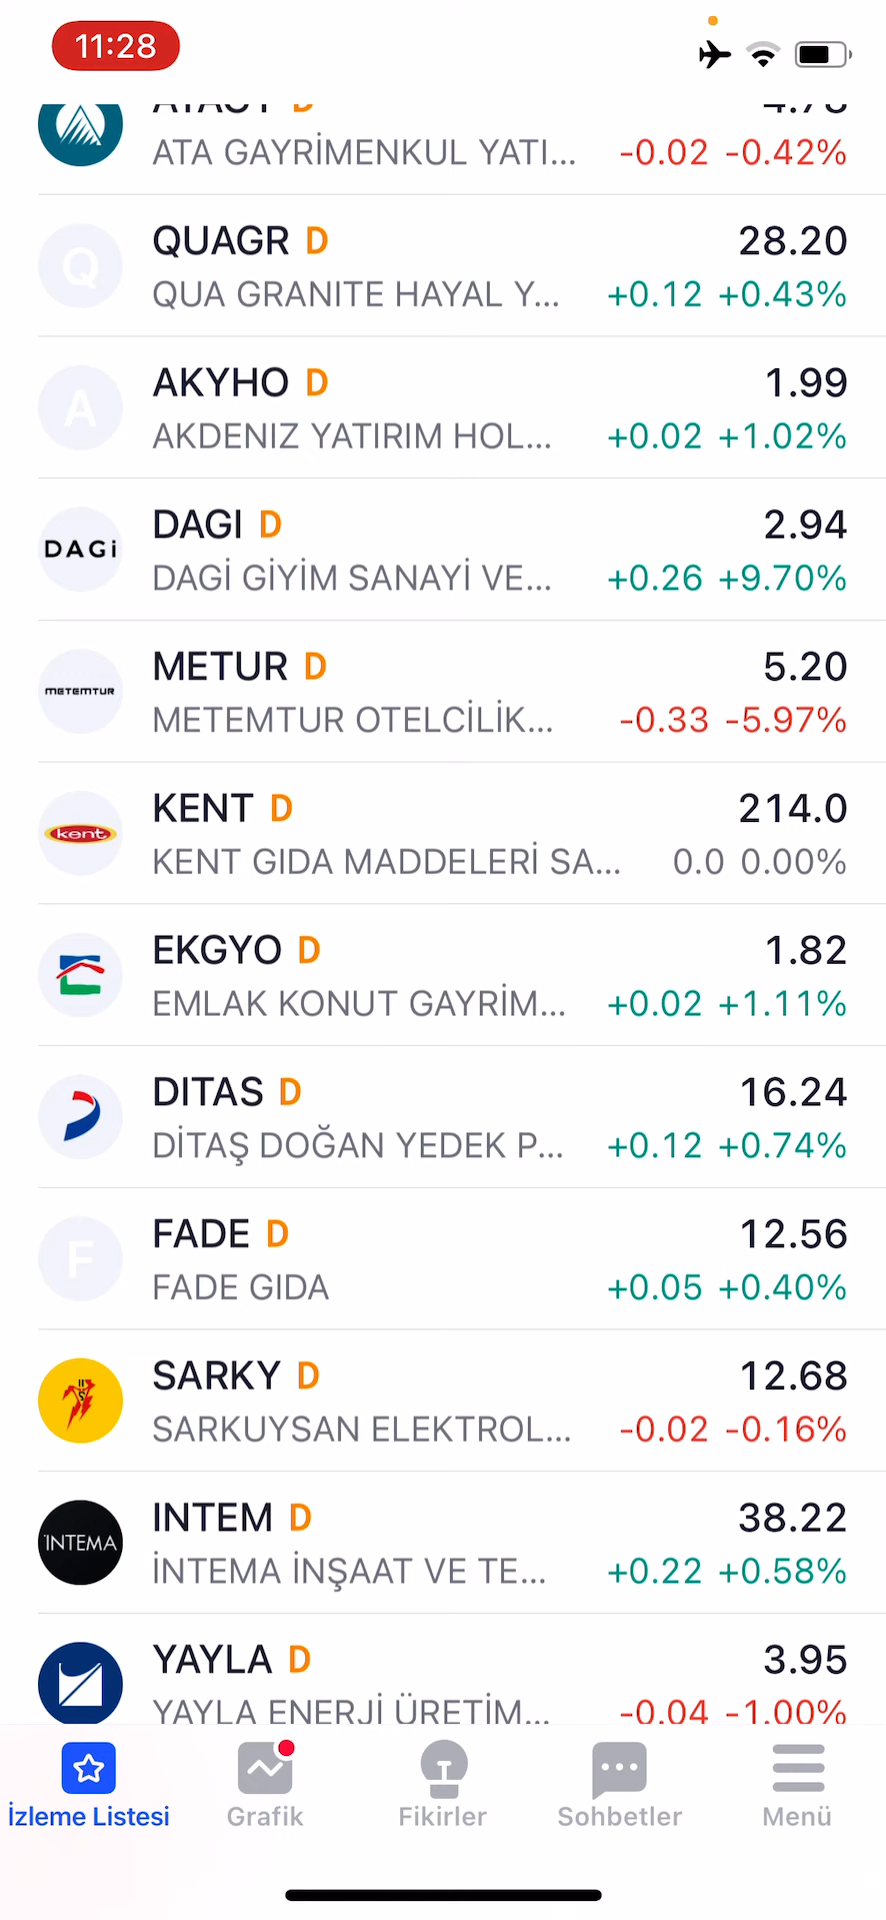 11:28
ATA GAYRİMENKUL YATI... -0.02 -0.42%
QUAGR D 28.20
Q
QUA GRANITE HAYAL Y... +0.12 +0.43%
AKYHO D 1.99
A
AKDENIZ YATIRIM HOL... +0.02 +1.02%
DAGI D 2.94
DAGi
DAGİ GİYİM SANAYİ VE... +0.26 +9.70%
METUR D 5.20
METEMTUR
METEMTUR OTELCİLİK... -0.33 -5.97%
KENT D 214.0
kent
KENT GIDA MADDELERİ SA... 0.0 0.00%
EKGYO D 1.82
EMLAK KONUT GAYRİM... +0.02 +1.11%
DITAS D 16.24
DİTAŞ DOĞAN YEDEK P... +0.12 +0.74%
FADE D 12.56
F
FADE GIDA +0.05 +0.40%
SARKY D 12.68
SARKUYSAN ELEKTROL... -0.02 -0.16%
INTEM D 38.22
INTEMA
İNTEMA İNŞAAT VE TE... +0.22 +0.58%
YAYLA D 3.95
YAYLA ENERJİ ÜRETİM... -0.04 -1.00%
İzleme Listesi Grafik Fikirler Sohbetler Menü